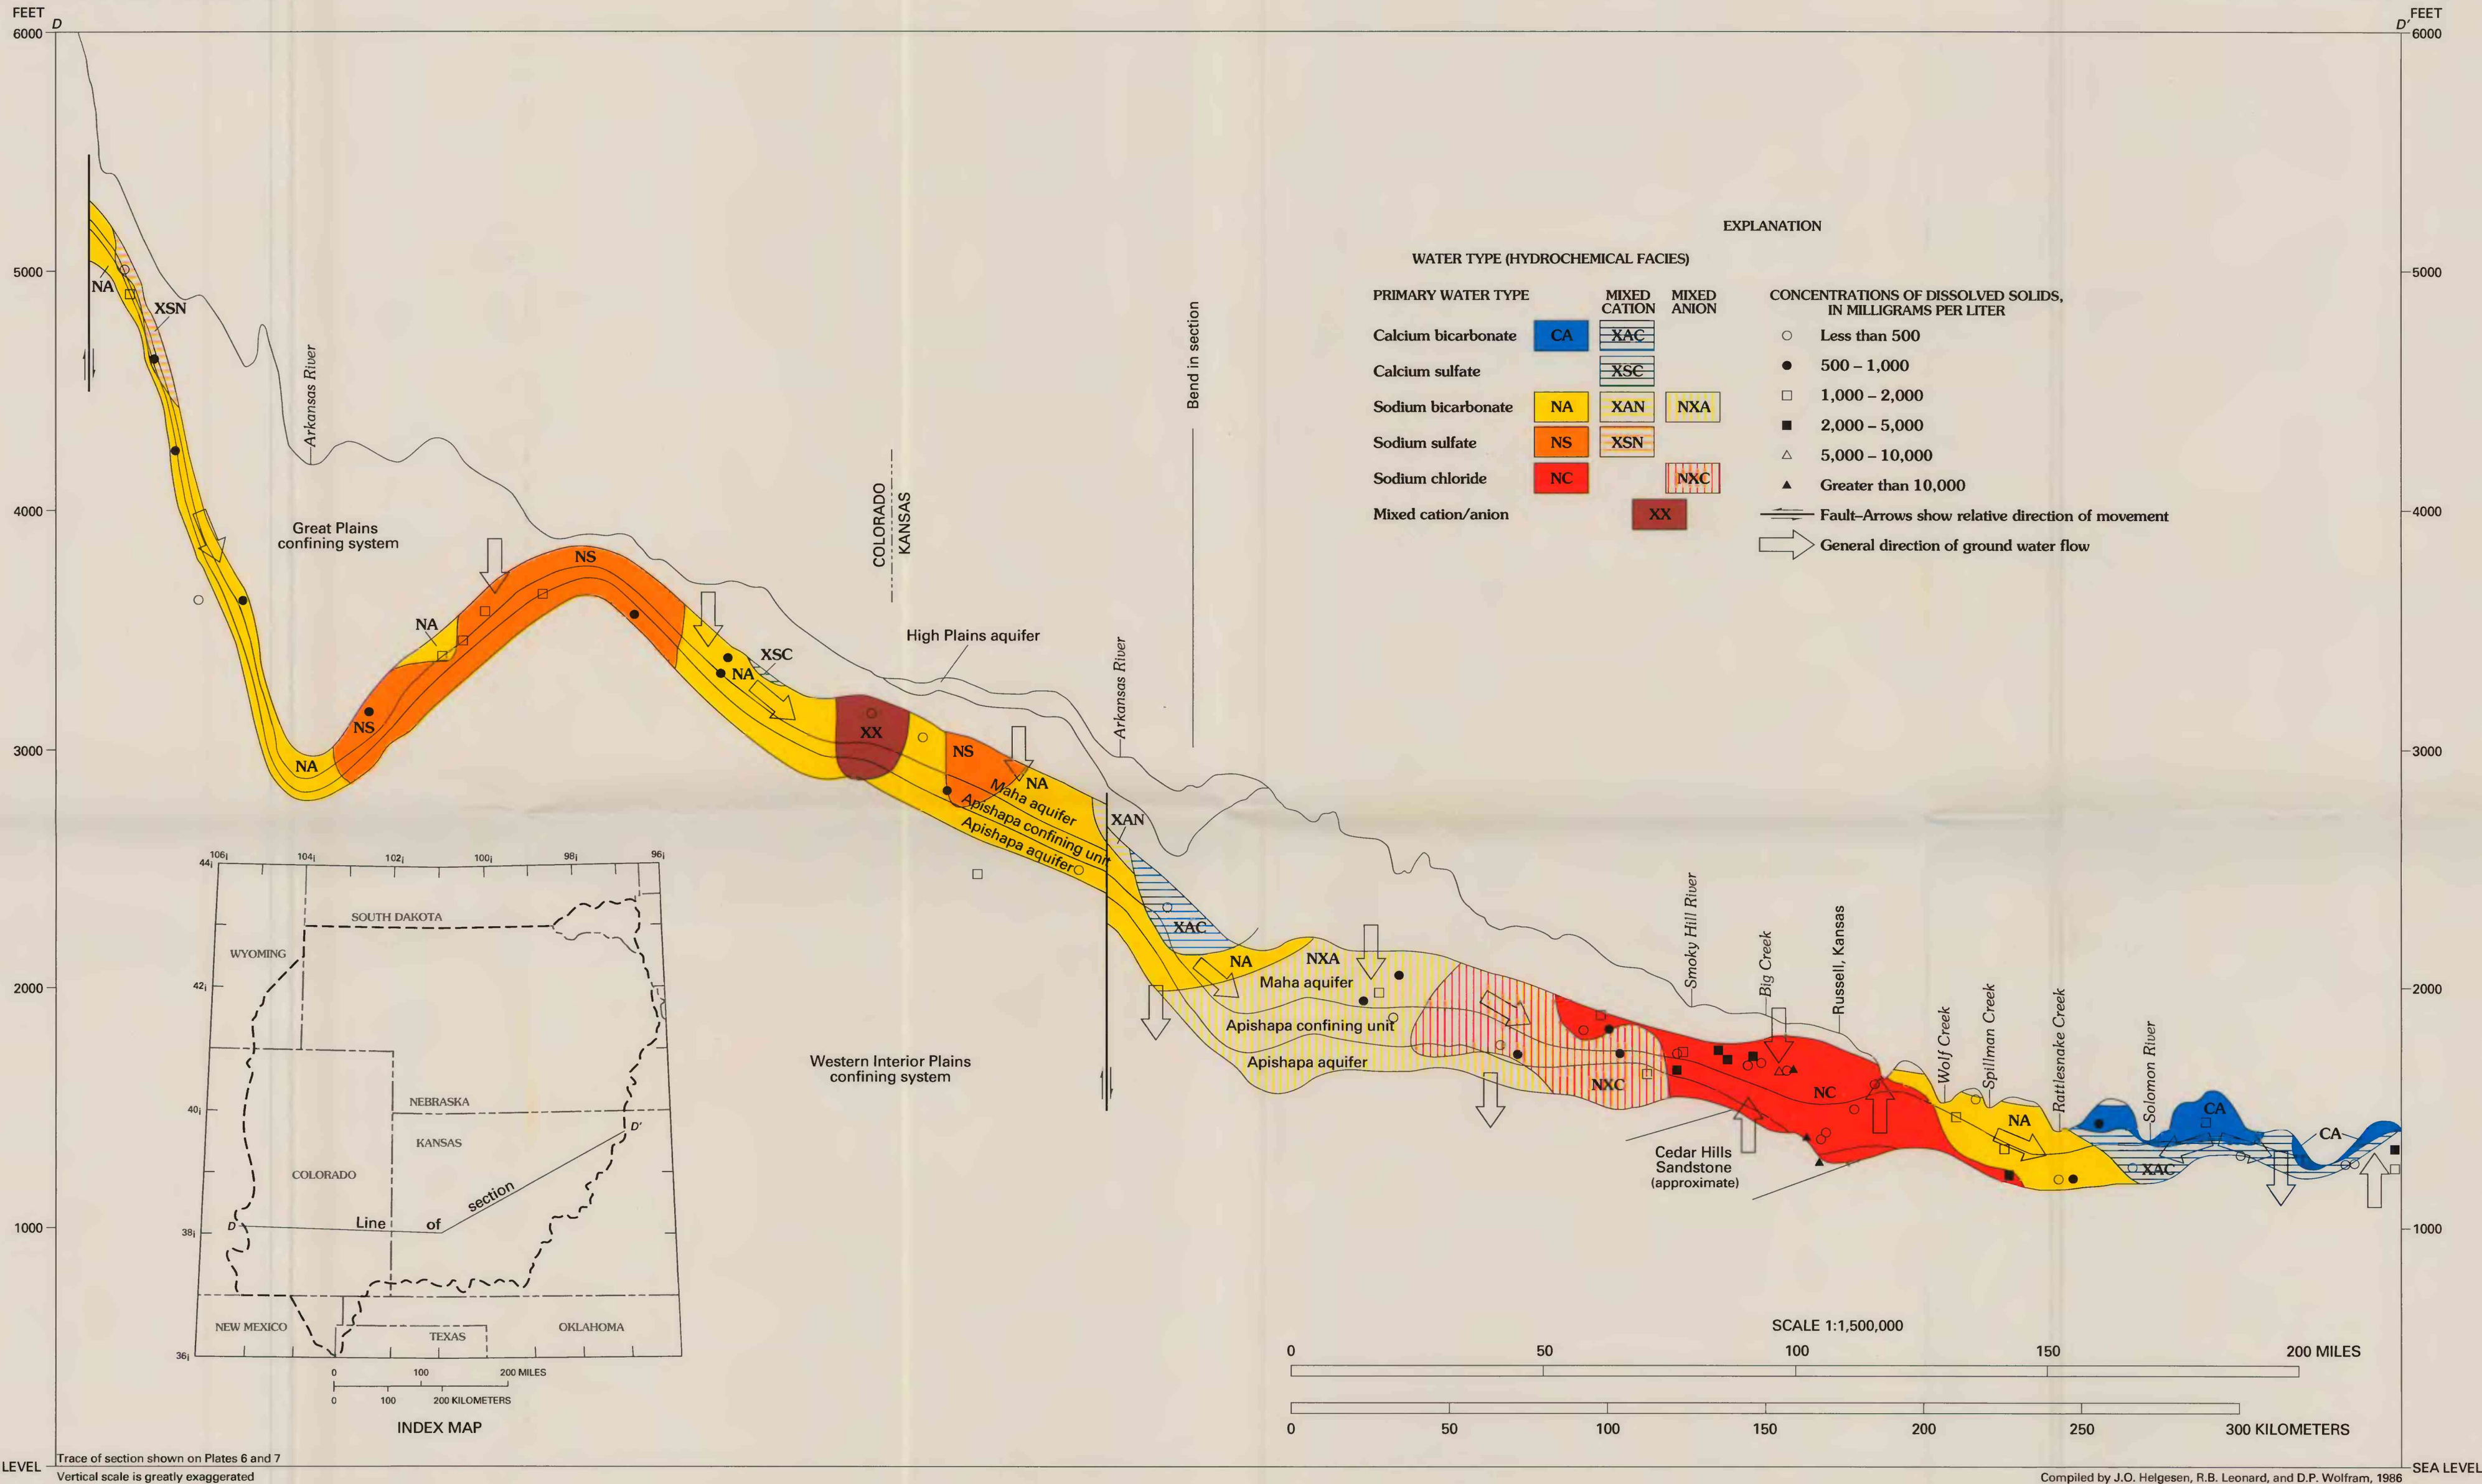 FEET
D
6000
5000
4000
3000
2000
1000
LEVEL
FEET
D'
6000
5000
4000
3000
2000
1000
SEA LEVEL
NA
XSN
Arkansas River
Great Plains
confining system
NA
NS
NA
NS
COLORADO
KANSAS
High Plains aquifer
XSC
NA
XX
NS
NA
Maha aquifer
Apishapa confining unit
Apishapa aquifer
Arkansas River
Bend in section
XAN
XAC
NA
NXA
Maha aquifer
Apishapa confining unit
Apishapa aquifer
Western Interior Plains
confining system
NXC
Smoky Hill River
Big Creek
Russell, Kansas
NC
Cedar Hills
Sandstone
(approximate)
Wolf Creek
Spillman Creek
Rattlesnake Creek
Solomon River
NA
CA
XAC
CA
EXPLANATION
WATER TYPE (HYDROCHEMICAL FACIES)
PRIMARY WATER TYPE
MIXED
CATION
MIXED
ANION
Calcium bicarbonate CA XAC
Calcium sulfate XSC
Sodium bicarbonate NA XAN NXA
Sodium sulfate NS XSN
Sodium chloride NC NXC
Mixed cation/anion XX
CONCENTRATIONS OF DISSOLVED SOLIDS,
IN MILLIGRAMS PER LITER
Less than 500
500 – 1,000
1,000 – 2,000
2,000 – 5,000
5,000 – 10,000
Greater than 10,000
Fault–Arrows show relative direction of movement
General direction of ground water flow
106¡ 104¡ 102¡ 100¡ 98¡ 96¡
44¡
42¡
40¡
38¡
36¡
SOUTH DAKOTA
WYOMING
NEBRASKA
KANSAS
COLORADO
D'
D
Line of section
NEW MEXICO
TEXAS
OKLAHOMA
0 100 200 MILES
0 100 200 KILOMETERS
INDEX MAP
SCALE 1:1,500,000
0 50 100 150 200 MILES
0 50 100 150 200 250 300 KILOMETERS
Trace of section shown on Plates 6 and 7
Vertical scale is greatly exaggerated
Compiled by J.O. Helgesen, R.B. Leonard, and D.P. Wolfram, 1986